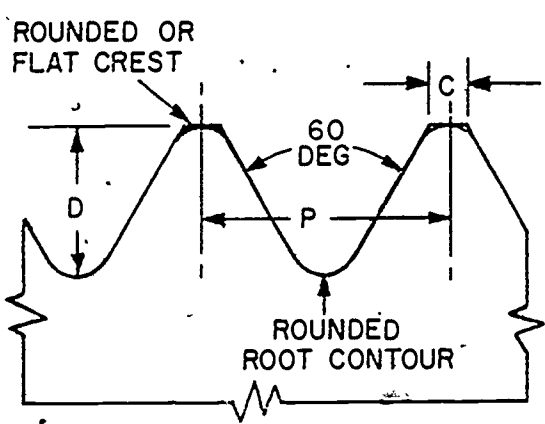 ROUNDED OR
FLAT CREST
C
60
DEG
D
P
ROUNDED
ROOT CONTOUR